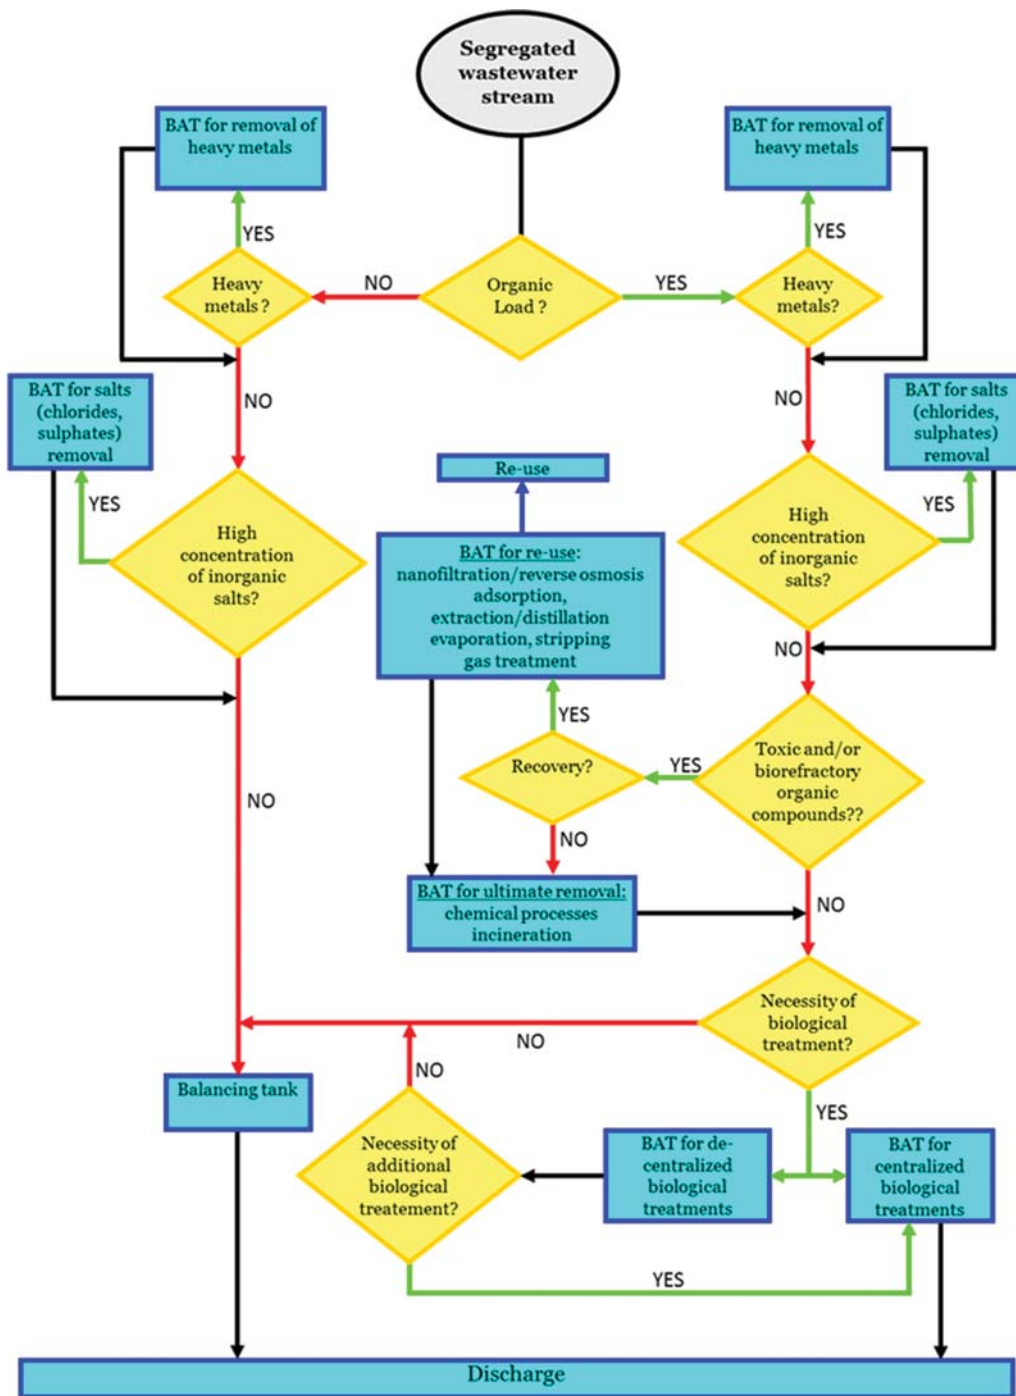 Segregated
wastewater
stream
BAT for removal of
heavy metals
BAT for removal of
heavy metals
YES
YES
Heavy
metals ?
NO
Organic
Load ?
YES
Heavy
metals?
NO
NO
BAT for salts
(chlorides,
sulphates)
removal
BAT for salts
(chlorides,
sulphates)
removal
YES
Re-use
YES
High
concentration
of inorganic
salts?
BAT for re-use:
nanofiltration/reverse osmosis
adsorption,
extraction/distillation
evaporation, stripping
gas treatment
High
concentration
of inorganic
salts?
NO
YES
Recovery?
YES
Toxic and/or
biorefractory
organic
compounds??
NO
NO
BAT for ultimate removal:
chemical processes
incineration
NO
Necessity of
biological
treatment?
NO
NO
Balancing tank
YES
Necessity of
additional
biological
treatement?
BAT for de-
centralized
biological
treatments
BAT for
centralized
biological
treatments
YES
Discharge